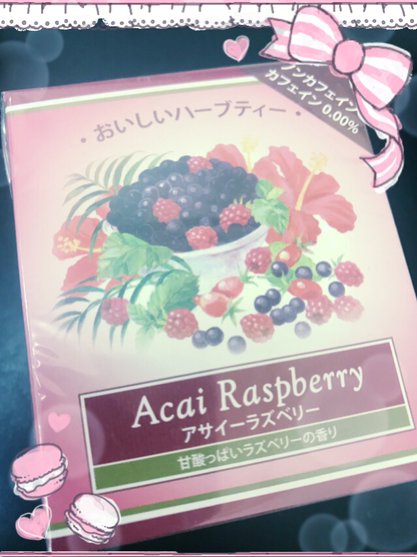 ノンカフェイン
カフェイン0.00%
・おいしいハーブティー・
Acai Raspberry
アサイーラズベリー
甘酸っぱいラズベリーの香り